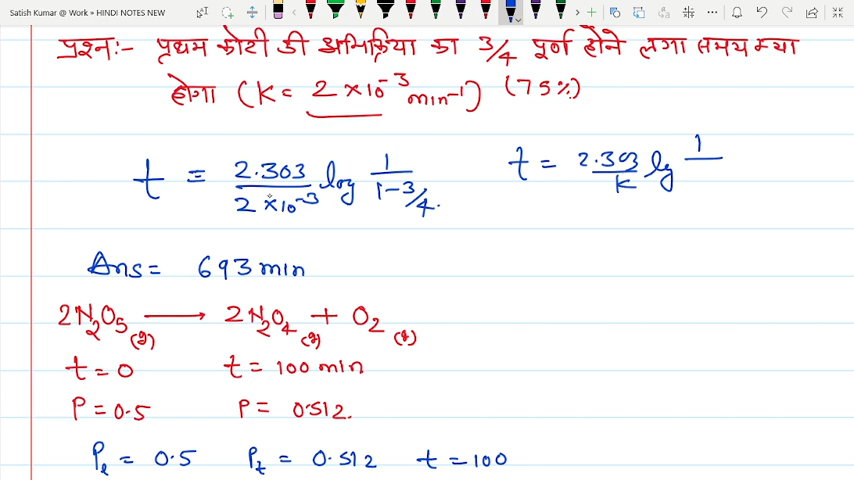 Satish Kumar @ Work » HINDI NOTES NEW
प्रश्न:- प्रथम कोटी की अभिक्रिया का 3/4 पूर्ण होने लगा समय क्या
होगा (K = 2 × 10⁻³ min⁻¹) (75%)
t = 2.303/2×10⁻³ log 1/1-3/4.
t = 2.303/K log 1/
Ans = 693 min
2N₂O₅(g) → 2N₂O₄(g) + O₂(g)
t = 0 t = 100 min
P = 0.5 P = 0.512.
Pᵢ = 0.5 Pₜ = 0.512 t = 100